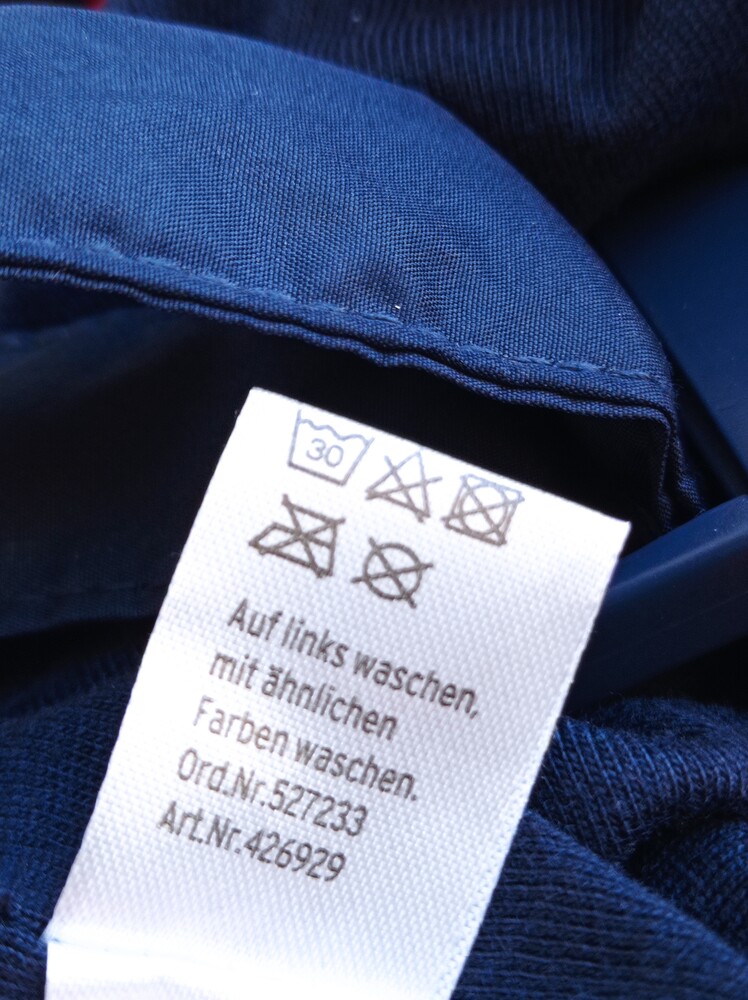 30
Auf links waschen,
mit ähnlichen
Farben waschen.
Ord.Nr.527233
Art.Nr.426929